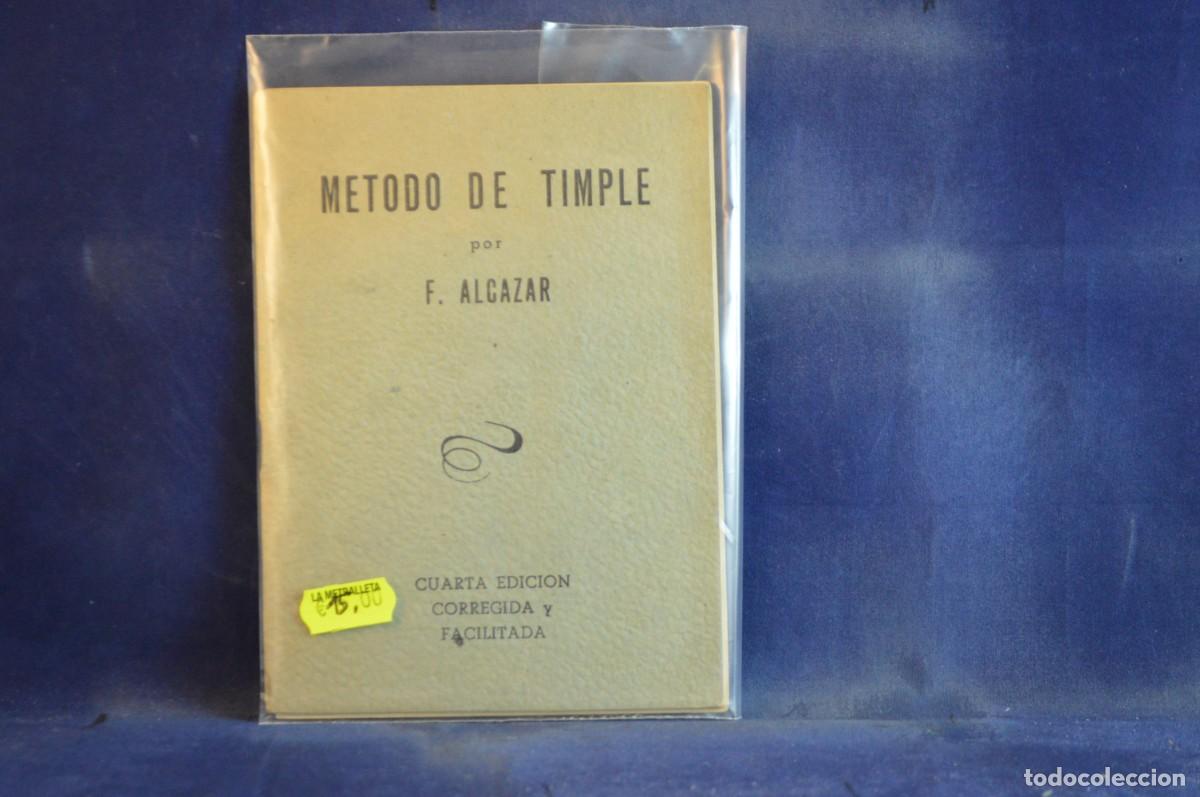 METODO DE TIMPLE
por
F. ALCAZAR
CUARTA EDICION
CORREGIDA Y
FACILITADA
LA METRALLETA
€15,00
todocoleccion